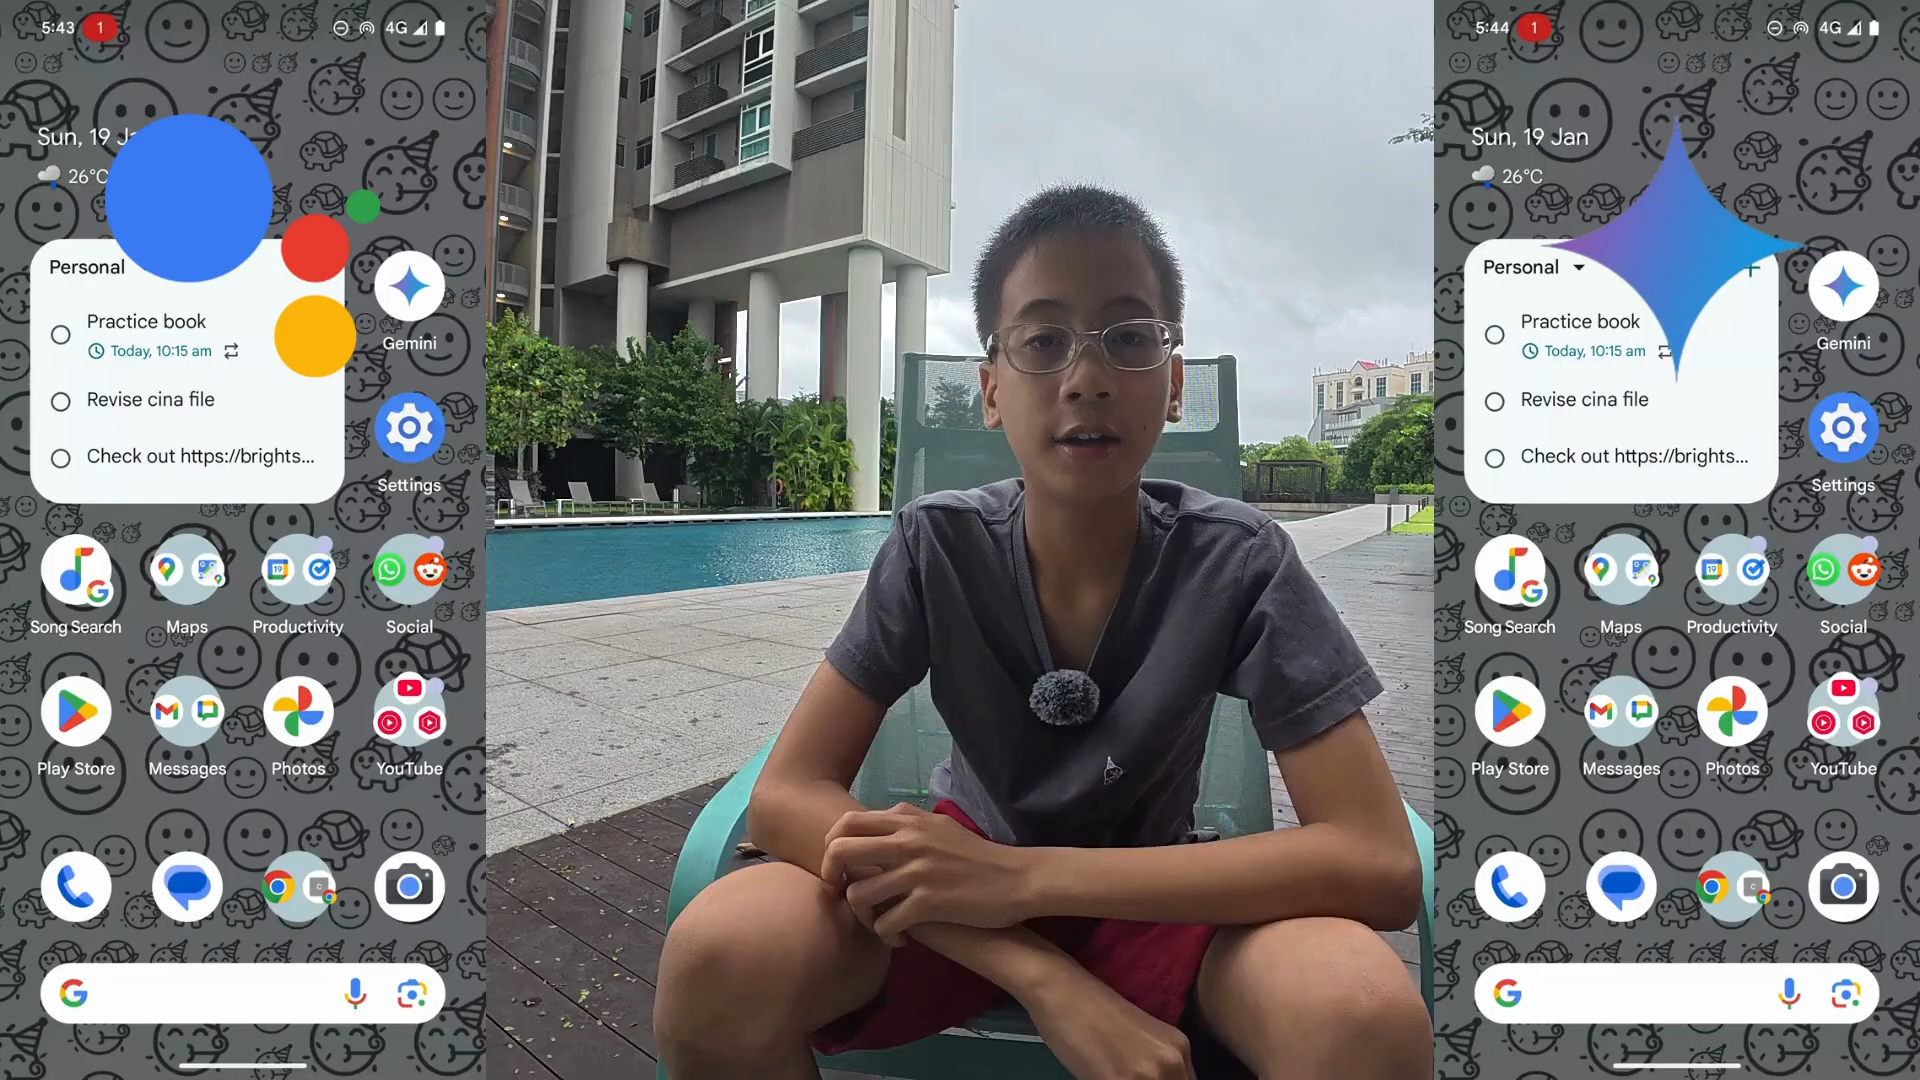 5:43 1 4G
Sun, 19 Ja
26°C
Personal
Practice book
Today, 10:15 am
Revise cina file
Check out https://brights...
Gemini
Settings
Song Search Maps Productivity Social
Play Store Messages Photos YouTube
5:44 1 4G
Sun, 19 Jan
26°C
Personal
Practice book
Today, 10:15 am
Revise cina file
Check out https://brights...
Gemini
Settings
Song Search Maps Productivity Social
Play Store Messages Photos YouTube